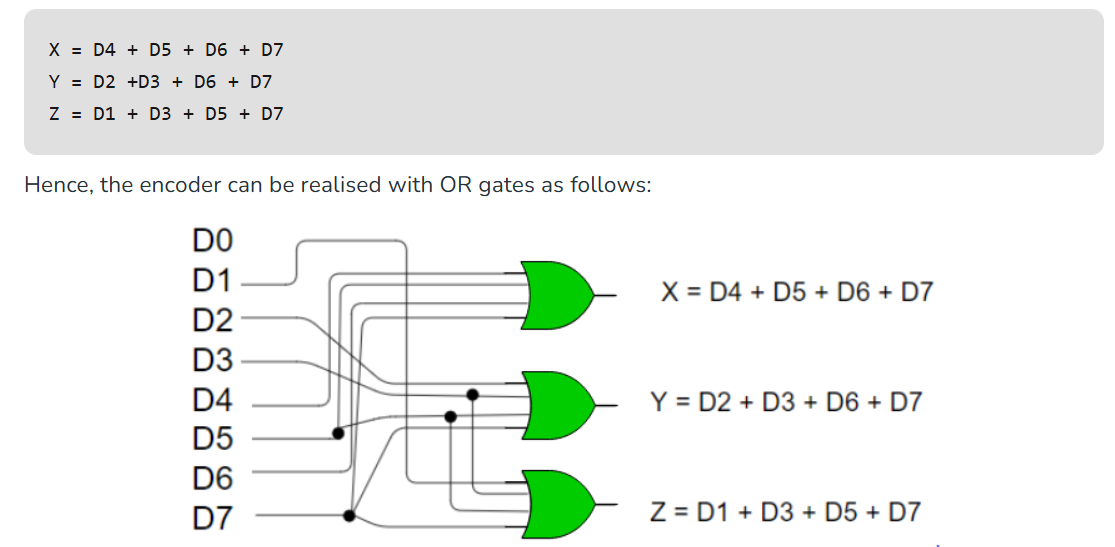 X = D4 + D5 + D6 + D7
Y = D2 +D3 + D6 + D7
Z = D1 + D3 + D5 + D7
Hence, the encoder can be realised with OR gates as follows:
D0
D1
D2
D3
D4
D5
D6
D7
X = D4 + D5 + D6 + D7
Y = D2 + D3 + D6 + D7
Z = D1 + D3 + D5 + D7